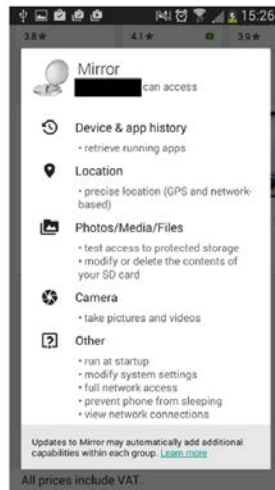 15:26
3.8★ 4.1★ 3.9★
Mirror
can access
Device & app history
• retrieve running apps
Location
• precise location (GPS and network-
based)
Photos/Media/Files
• test access to protected storage
• modify or delete the contents of
your SD card
Camera
• take pictures and videos
Other
• run at startup
• modify system settings
• full network access
• prevent phone from sleeping
• view network connections
Updates to Mirror may automatically add additional
capabilities within each group. Learn more
All prices include VAT.